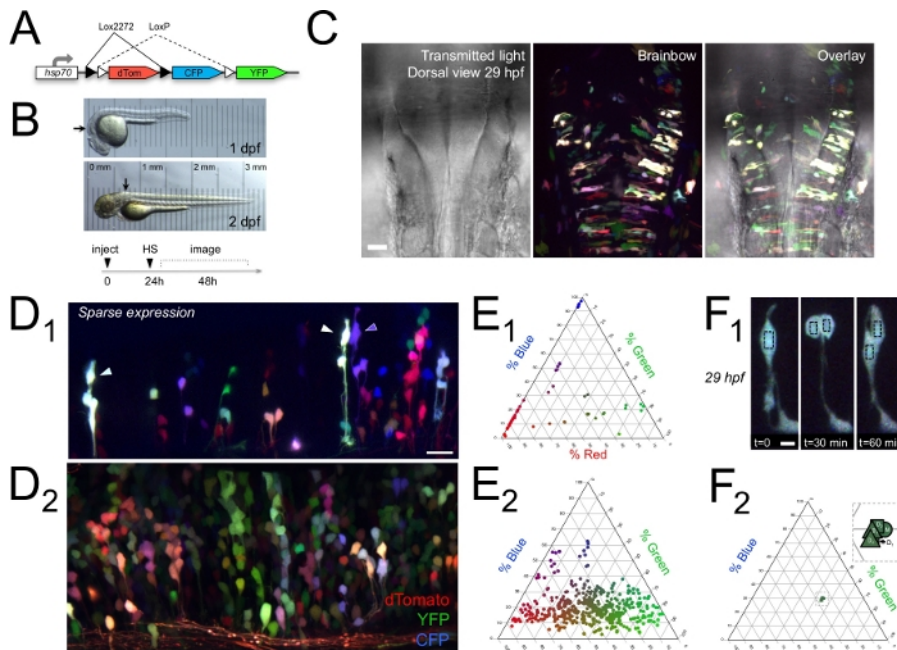 A
Lox2272
LoxP
hsp70
dTom
CFP
YFP
B
1 dpf
0 mm
1 mm
2 mm
3 mm
2 dpf
inject
HS
image
0
24h
48h
C
Transmitted light
Dorsal view 29 hpf
Brainbow
Overlay
D1
Sparse expression
D2
dTomato
YFP
CFP
E1
% Blue
% Green
% Red
E2
% Blue
% Green
F1
29 hpf
t=0
t=30 min
t=60 min
F2
% Blue
% Green